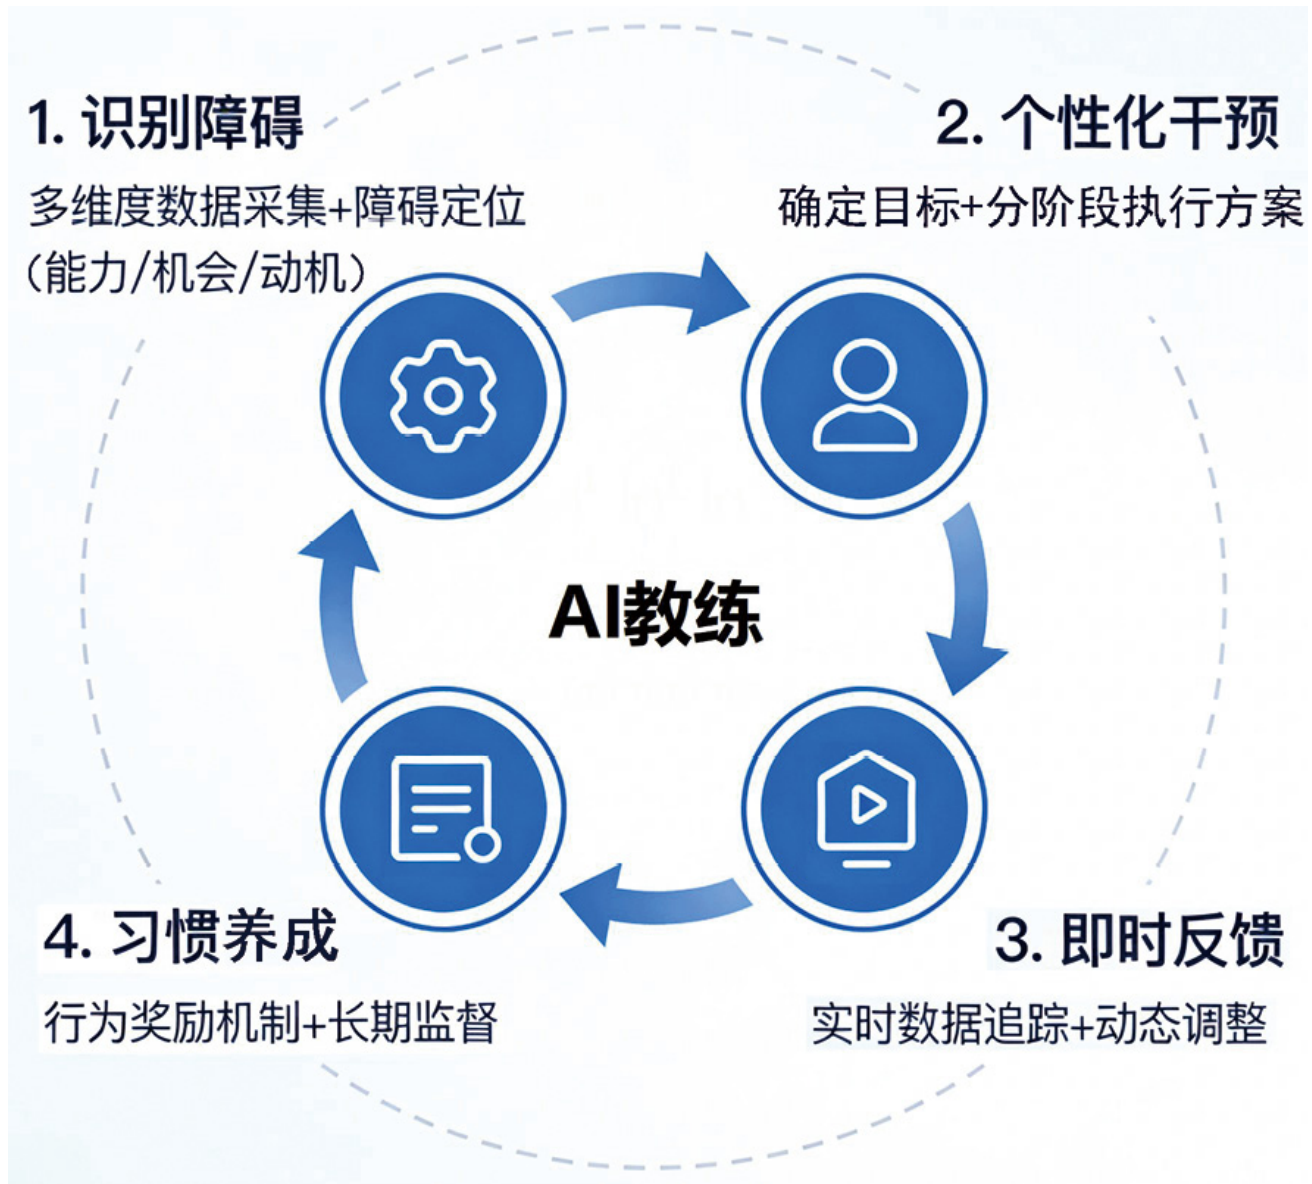 1. 识别障碍
多维度数据采集+障碍定位
（能力/机会/动机）
2. 个性化干预
确定目标+分阶段执行方案
AI教练
3. 即时反馈
实时数据追踪+动态调整
4. 习惯养成
行为奖励机制+长期监督